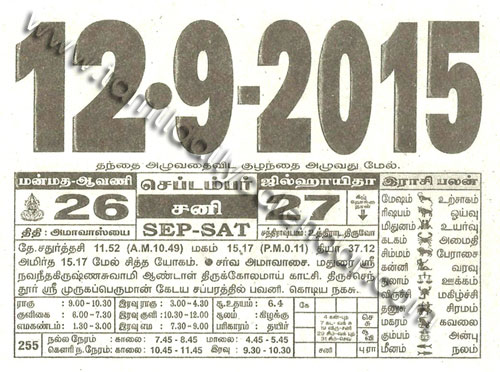 12-9-2015
www.tamildailycalendar.com
தந்தை அழுவதைவிட குழந்தை அழுவது மேல்.
மன்மத-ஆவணி செப்டம்பர் ஜில்ஹாயிதா இராசி பலன்
26 சனி 27
SEP-SAT
திதி : அமாவாஸ்யை
தே.சதுர்த்தசி 11.52 (A.M.10.49) மகம் 15.17 (P.M.0.11) தியா 37.12
அமிர்த 15.17 மேல் சித்த யோகம். சர்வ அமாவாசை. மதுரை ஸ்ரீ
நவநீதகிருஷ்ணசுவாமி ஆண்டாள் திருக்கோலமாய் காட்சி. திருச்செந்
தூர் ஸ்ரீ முருகப்பெருமான் கேடய சப்பரத்தில் பவனி. கொடிய நகசு.
மேஷம் உற்சாகம்
ரிஷபம் ஓய்வு
மிதுனம் உயர்வு
கடகம் அமைதி
சிம்மம் பேராசை
கன்னி வரவு
துலாம் ஊக்கம்
விருச்சி மகிழ்ச்சி
தனுசு சிரமம்
மகரம் கவலை
கும்பம் அன்பு
மீனம் நலம்
ராகு : 9.00 - 10.30 இரவு ராகு : 3.00 - 4.30 சூ.உதயம் : 6.4
குளிகை : 6.00 - 7.30 இரவு குளி : 10.30 - 12.00 சூலம் : கிழக்கு
எமகண்டம் : 1.30 - 3.00 இரவு எம : 7.30 - 9.00 பரிகாரம் : தயிர்
255 நல்ல நேரம் : காலை : 7.45 - 8.45 மாலை : 4.45 - 5.45
கௌரி ந.நேரம் : காலை : 10.45 - 11.45 இரவு : 9.30 - 10.30